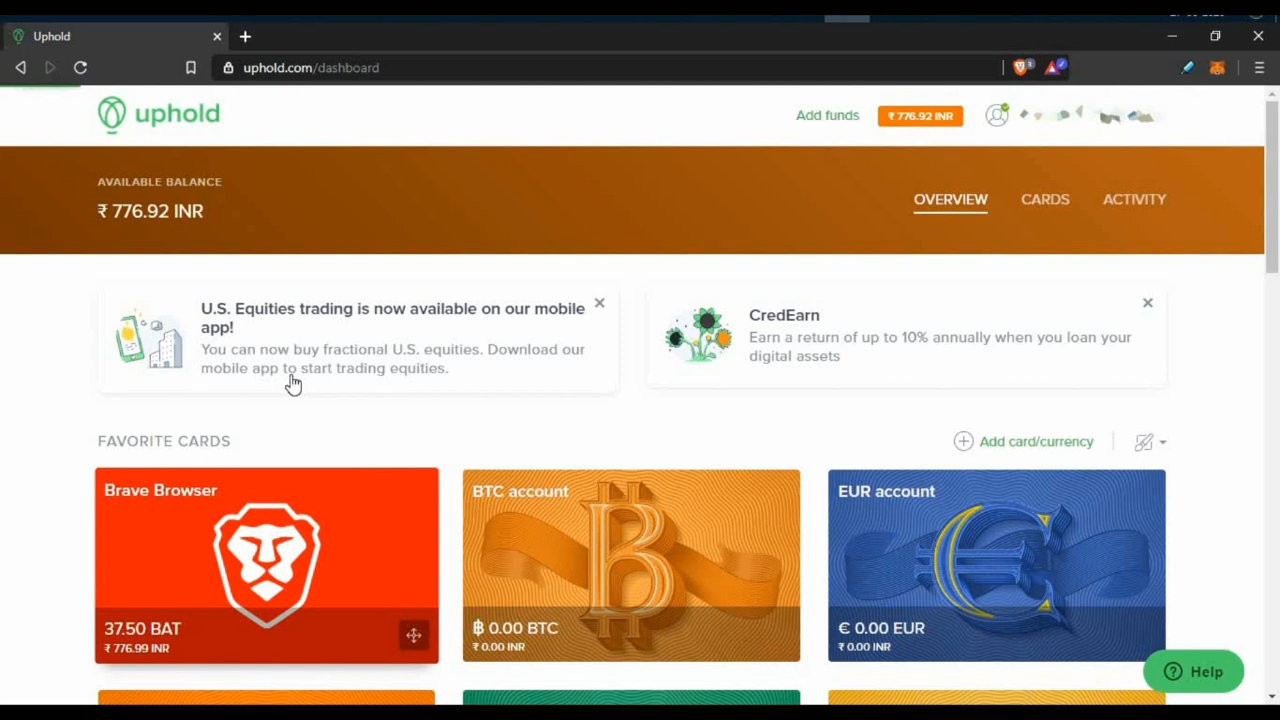 Uphold
uphold.com/dashboard
uphold
Add funds
₹ 776.92 INR
AVAILABLE BALANCE
₹ 776.92 INR
OVERVIEW
CARDS
ACTIVITY
U.S. Equities trading is now available on our mobile
app!
You can now buy fractional U.S. equities. Download our
mobile app to start trading equities.
CredEarn
Earn a return of up to 10% annually when you loan your
digital assets
FAVORITE CARDS
Add card/currency
Brave Browser
37.50 BAT
₹ 776.99 INR
BTC account
₿ 0.00 BTC
₹ 0.00 INR
EUR account
€ 0.00 EUR
₹ 0.00 INR
Help